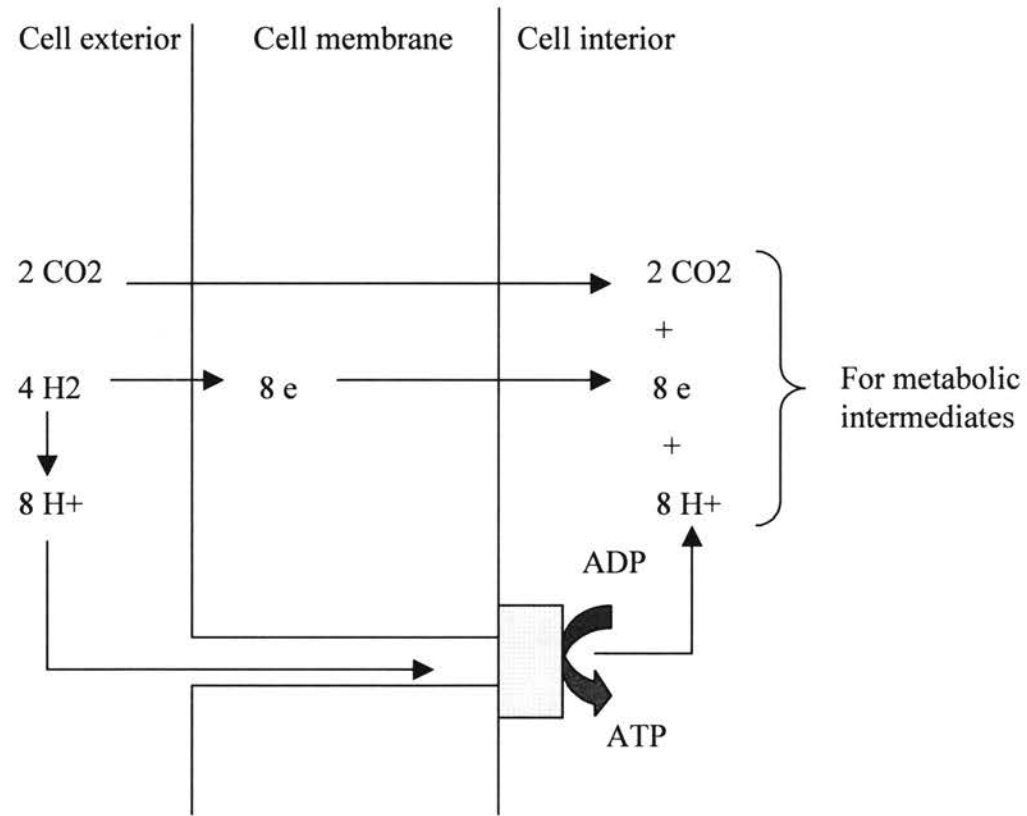 Cell exterior
Cell membrane
Cell interior
2 CO2
2 CO2
+
4 H2
8 e
8 e
For metabolic
intermediates
+
8 H+
8 H+
ADP
ATP